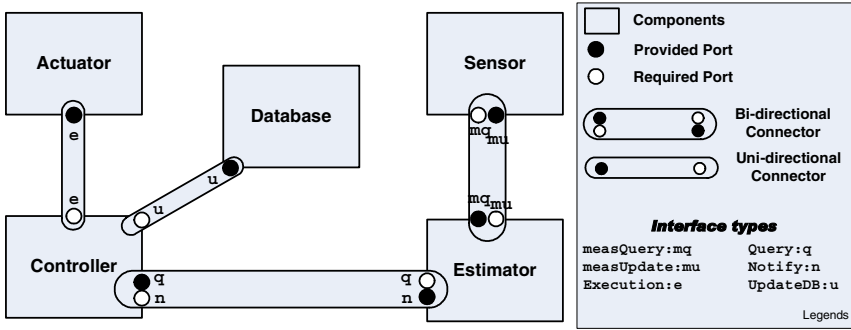 Actuator
Database
Sensor
e
e
u
u
mq
mu
mq
mu
Controller
Estimator
q
n
q
n
Components
Provided Port
Required Port
Bi-directional
Connector
Uni-directional
Connector
Interface types
measQuery:mq Query:q
measUpdate:mu Notify:n
Execution:e UpdateDB:u
Legends